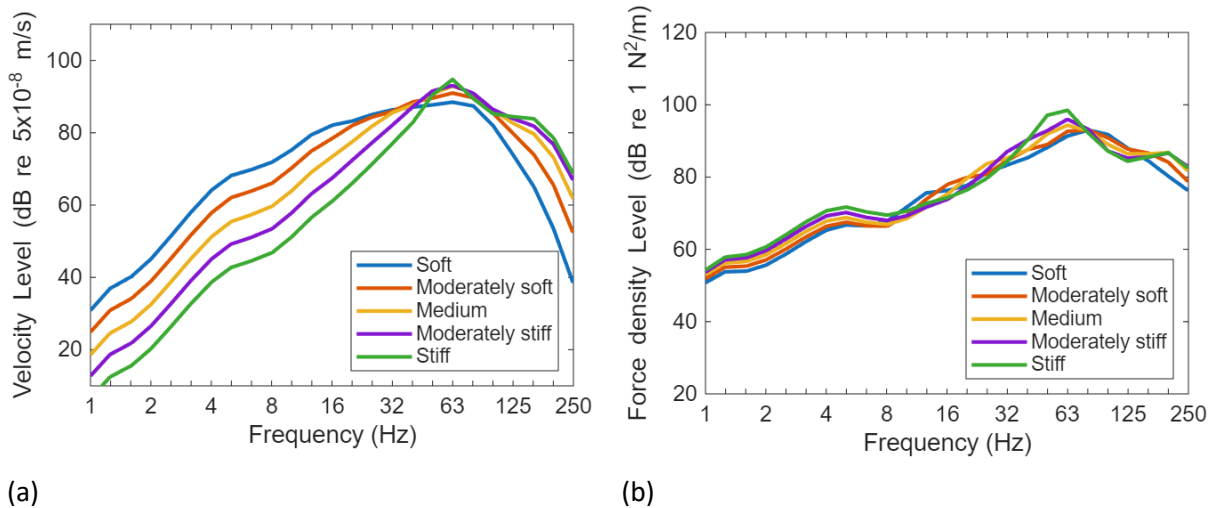 100
80
60
40
20
Velocity Level (dB re 5x10⁻⁸ m/s)
Soft
Moderately soft
Medium
Moderately stiff
Stiff
1 2 4 8 16 32 63 125 250
Frequency (Hz)
(a)
120
100
80
60
40
20
Force density Level (dB re 1 N²/m)
Soft
Moderately soft
Medium
Moderately stiff
Stiff
1 2 4 8 16 32 63 125 250
Frequency (Hz)
(b)